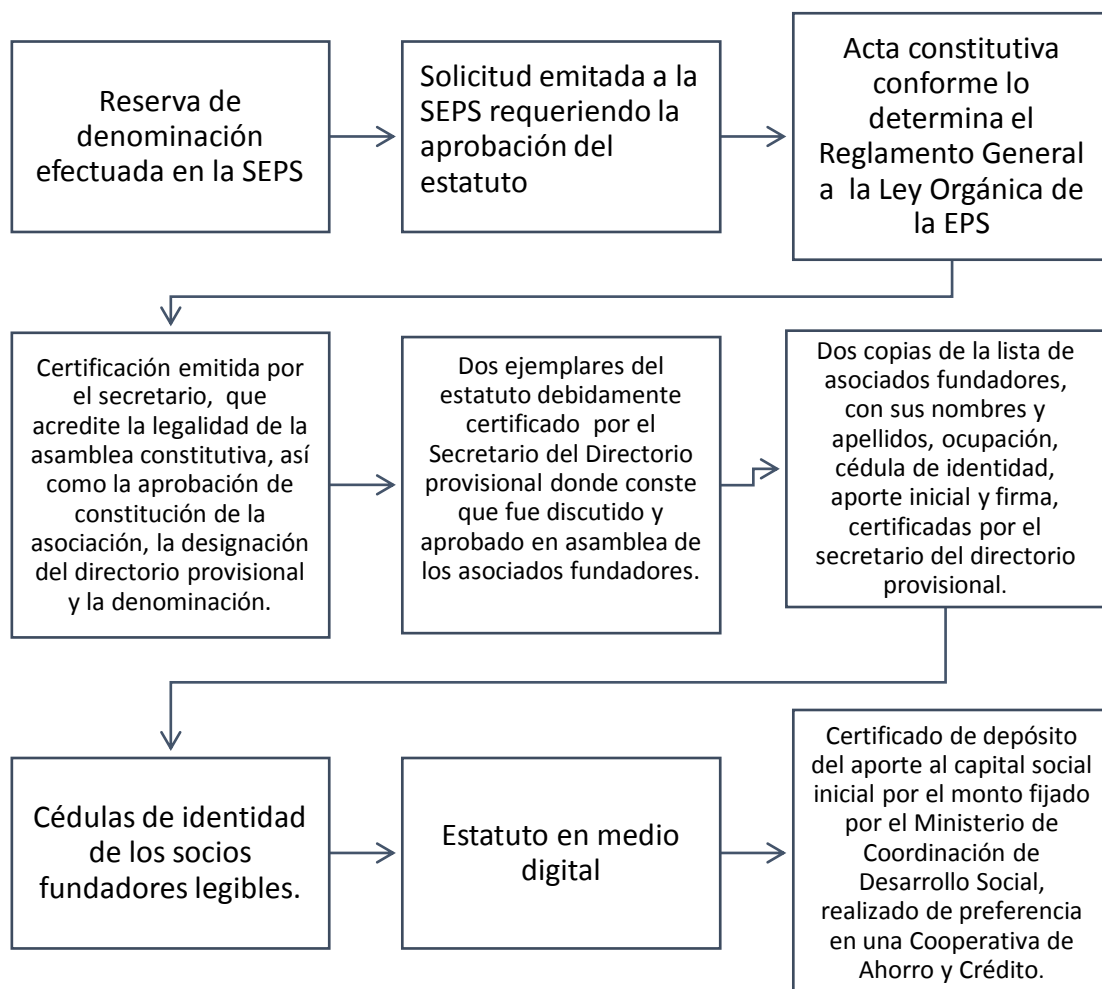 Reserva de
denominación
efectuada en la SEPS
Solicitud emitada a la
SEPS requeriendo la
aprobación del
estatuto
Acta constitutiva
conforme lo
determina el
Reglamento General
a la Ley Orgánica de
la EPS
Certificación emitida por
el secretario, que
acredite la legalidad de la
asamblea constitutiva, así
como la aprobación de
constitución de la
asociación, la designación
del directorio provisional
y la denominación.
Dos ejemplares del
estatuto debidamente
certificado por el
Secretario del Directorio
provisional donde conste
que fue discutido y
aprobado en asamblea de
los asociados fundadores.
Dos copias de la lista de
asociados fundadores,
con sus nombres y
apellidos, ocupación,
cédula de identidad,
aporte inicial y firma,
certificadas por el
secretario del directorio
provisional.
Cédulas de identidad
de los socios
fundadores legibles.
Estatuto en medio
digital
Certificado de depósito
del aporte al capital social
inicial por el monto fijado
por el Ministerio de
Coordinación de
Desarrollo Social,
realizado de preferencia
en una Cooperativa de
Ahorro y Crédito.